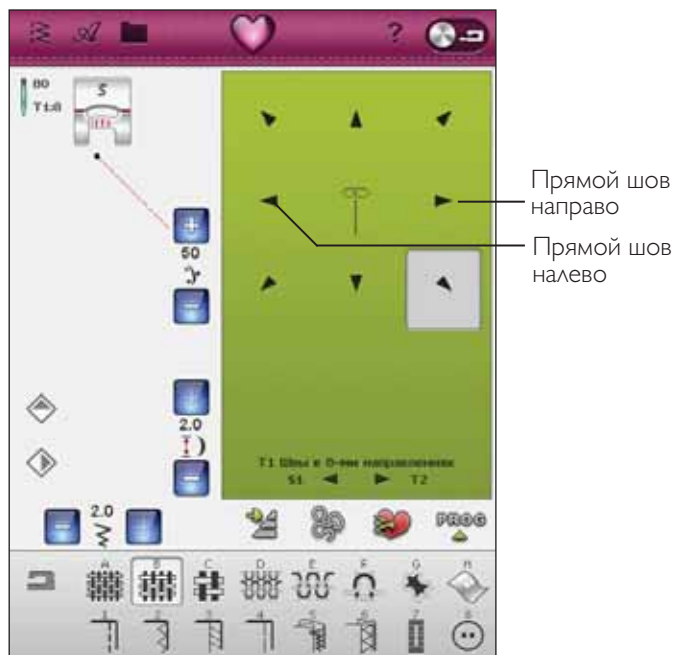 ?
80
T1:8
S
50
2.0
2.0
T1 Швы в 8-ми направлениях
S1 T2
PROG
A B C D E F G H
1 2 3 4 5 6 7 8
Прямой шов
направо
Прямой шов
налево